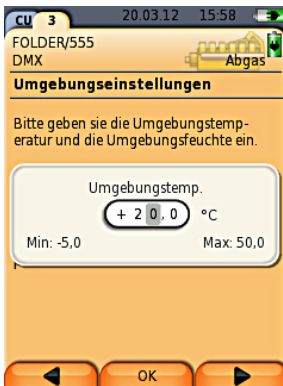 CU 3 20.03.12 15:58
FOLDER/555
DMX Abgas
Umgebungseinstellungen
Bitte geben sie die Umgebungstemp-
eratur und die Umgebungsfeuchte ein.
Umgebungstemp.
+ 2 0, 0 °C
Min: -5,0 Max: 50,0
OK